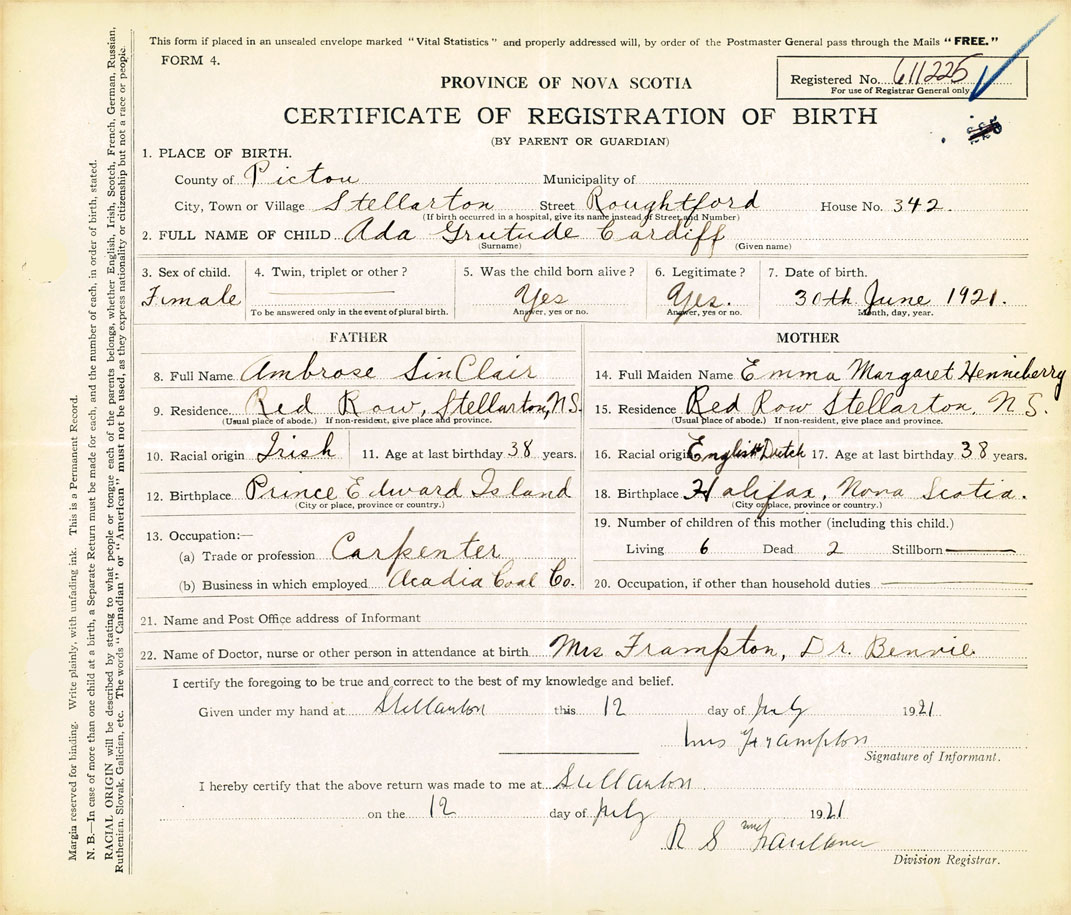 This form if placed in an unsealed envelope marked "Vital Statistics" and properly addressed will, by order of the Postmaster General pass through the Mails "FREE."
FORM 4.
Registered No. 611225
For use of Registrar General only
PROVINCE OF NOVA SCOTIA
CERTIFICATE OF REGISTRATION OF BIRTH
(BY PARENT OR GUARDIAN)
1. PLACE OF BIRTH.
County of Pictou Municipality of
City, Town or Village Stellarton Street Roughtford House No. 342.
(If birth occurred in a hospital, give its name instead of Street and Number)
2. FULL NAME OF CHILD Ada Grutude Cardiff
(Surname) (Given name)
3. Sex of child. 4. Twin, triplet or other? 5. Was the child born alive? 6. Legitimate? 7. Date of birth.
Female Yes Yes. 30th June 1921.
To be answered only in the event of plural birth. Answer, yes or no. Answer, yes or no. Month, day, year.
FATHER MOTHER
8. Full Name Ambrose SinClair 14. Full Maiden Name Emma Margaret Henneberry
9. Residence Red Row, Stellarton, N.S. 15. Residence Red Row Stellarton, N.S.
(Usual place of abode.) If non-resident, give place and province. (Usual place of abode.) If non-resident, give place and province.
10. Racial origin Irish 11. Age at last birthday 38 years. 16. Racial origin English Dutch 17. Age at last birthday 38 years.
12. Birthplace Prince Edward Island 18. Birthplace Halifax, Nova Scotia.
(City or place, province or country.) (City or place, province or country.)
13. Occupation:— 19. Number of children of this mother (including this child.)
(a) Trade or profession Carpenter Living 6 Dead 2 Stillborn
(b) Business in which employed Acadia Coal Co. 20. Occupation, if other than household duties
21. Name and Post Office address of Informant
22. Name of Doctor, nurse or other person in attendance at birth Mrs Frampton, Dr. Bennie
I certify the foregoing to be true and correct to the best of my knowledge and belief.
Given under my hand at Stellarton this 12 day of July 1921
Mrs Frampton
Signature of Informant.
I hereby certify that the above return was made to me at Stellarton
on the 12 day of July 1921
R S Faulkner
Division Registrar.
Margin reserved for binding. Write plainly, with unfading ink. This is a Permanent Record.
N. B.—In case of more than one child at a birth, a Separate Return must be made for each, and the number of each, in order of birth, stated.
RACIAL ORIGIN will be described by stating to what people or tongue each of the parents belongs, whether English, Irish, Scotch, French, German, Russian,
Ruthenian, Slovak, Galician, etc. The words "Canadian" or "American" must not be used, as they express nationality or citizenship but not a race or people.